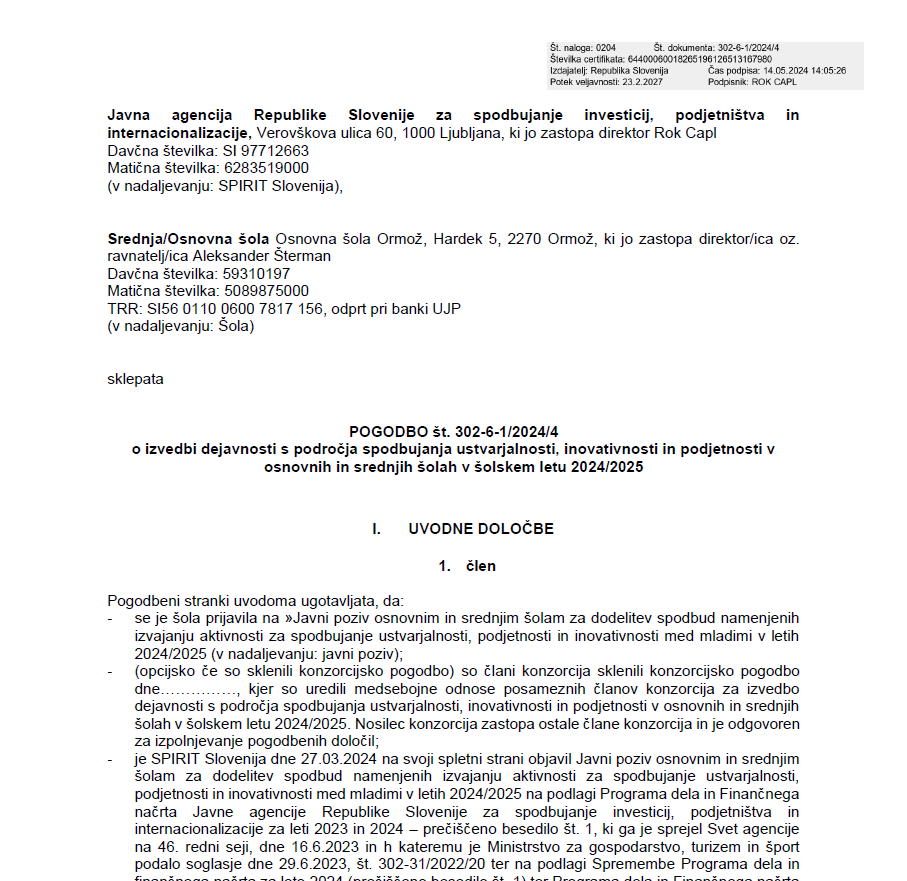 Št. naloga: 0204 Št. dokumenta: 302-6-1/2024/4
Številka certifikata: 64400060018265196126513167980
Izdajatelj: Republika Slovenija Čas podpisa: 14.05.2024 14:05:26
Potek veljavnosti: 23.2.2027 Podpisnik: ROK CAPL
Javna agencija Republike Slovenije za spodbujanje investicij, podjetništva in
internacionalizacije, Verovškova ulica 60, 1000 Ljubljana, ki jo zastopa direktor Rok Capl
Davčna številka: SI 97712663
Matična številka: 6283519000
(v nadaljevanju: SPIRIT Slovenija),
Srednja/Osnovna šola Osnovna šola Ormož, Hardek 5, 2270 Ormož, ki jo zastopa direktor/ica oz.
ravnatelj/ica Aleksander Šterman
Davčna številka: 59310197
Matična številka: 5089875000
TRR: SI56 0110 0600 7817 156, odprt pri banki UJP
(v nadaljevanju: Šola)
sklepata
POGODBO št. 302-6-1/2024/4
o izvedbi dejavnosti s področja spodbujanja ustvarjalnosti, inovativnosti in podjetnosti v
osnovnih in srednjih šolah v šolskem letu 2024/2025
I. UVODNE DOLOČBE
1. člen
Pogodbeni stranki uvodoma ugotavljata, da:
- se je šola prijavila na »Javni poziv osnovnim in srednjim šolam za dodelitev spodbud namenjenih
izvajanju aktivnosti za spodbujanje ustvarjalnosti, podjetnosti in inovativnosti med mladimi v letih
2024/2025 (v nadaljevanju: javni poziv);
- (opcijsko če so sklenili konzorcijsko pogodbo) so člani konzorcija sklenili konzorcijsko pogodbo
dne……………, kjer so uredili medsebojne odnose posameznih članov konzorcija za izvedbo
dejavnosti s področja spodbujanja ustvarjalnosti, inovativnosti in podjetnosti v osnovnih in srednjih
šolah v šolskem letu 2024/2025. Nosilec konzorcija zastopa ostale člane konzorcija in je odgovoren
za izpolnjevanje pogodbenih določil;
- je SPIRIT Slovenija dne 27.03.2024 na svoji spletni strani objavil Javni poziv osnovnim in srednjim
šolam za dodelitev spodbud namenjenih izvajanju aktivnosti za spodbujanje ustvarjalnosti,
podjetnosti in inovativnosti med mladimi v letih 2024/2025 na podlagi Programa dela in Finančnega
načrta Javne agencije Republike Slovenije za spodbujanje investicij, podjetništva in
internacionalizacije za leti 2023 in 2024 – prečiščeno besedilo št. 1, ki ga je sprejel Svet agencije
na 46. redni seji, dne 16.6.2023 in h kateremu je Ministrstvo za gospodarstvo, turizem in šport
podalo soglasje dne 29.6.2023, št. 302-31/2022/20 ter na podlagi Spremembe Programa dela in
finančnega načrta za leto 2024 (prečiščeno besedilo št. 1) ter Programa dela in Finančnega načrta